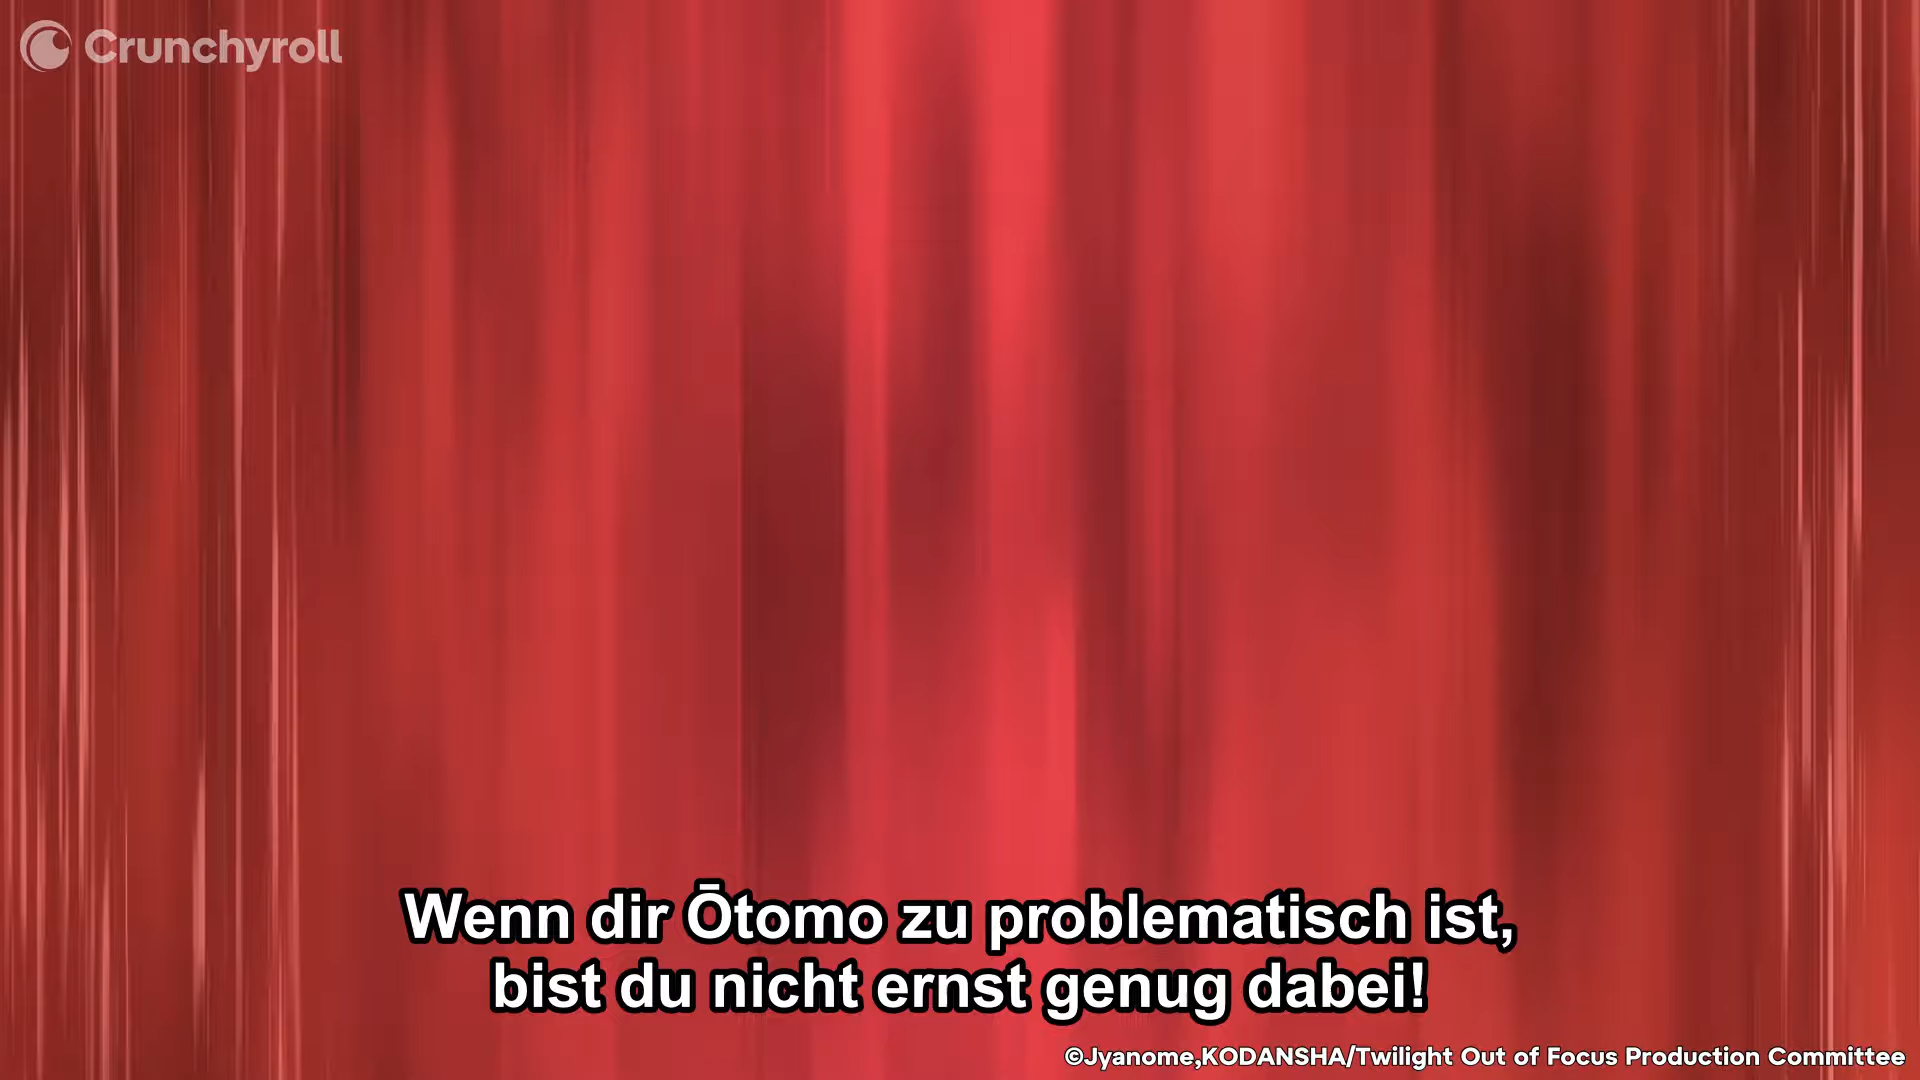 Crunchyroll
Wenn dir Ōtomo zu problematisch ist,
bist du nicht ernst genug dabei!
©Jyanome,KODANSHA/Twilight Out of Focus Production Committee